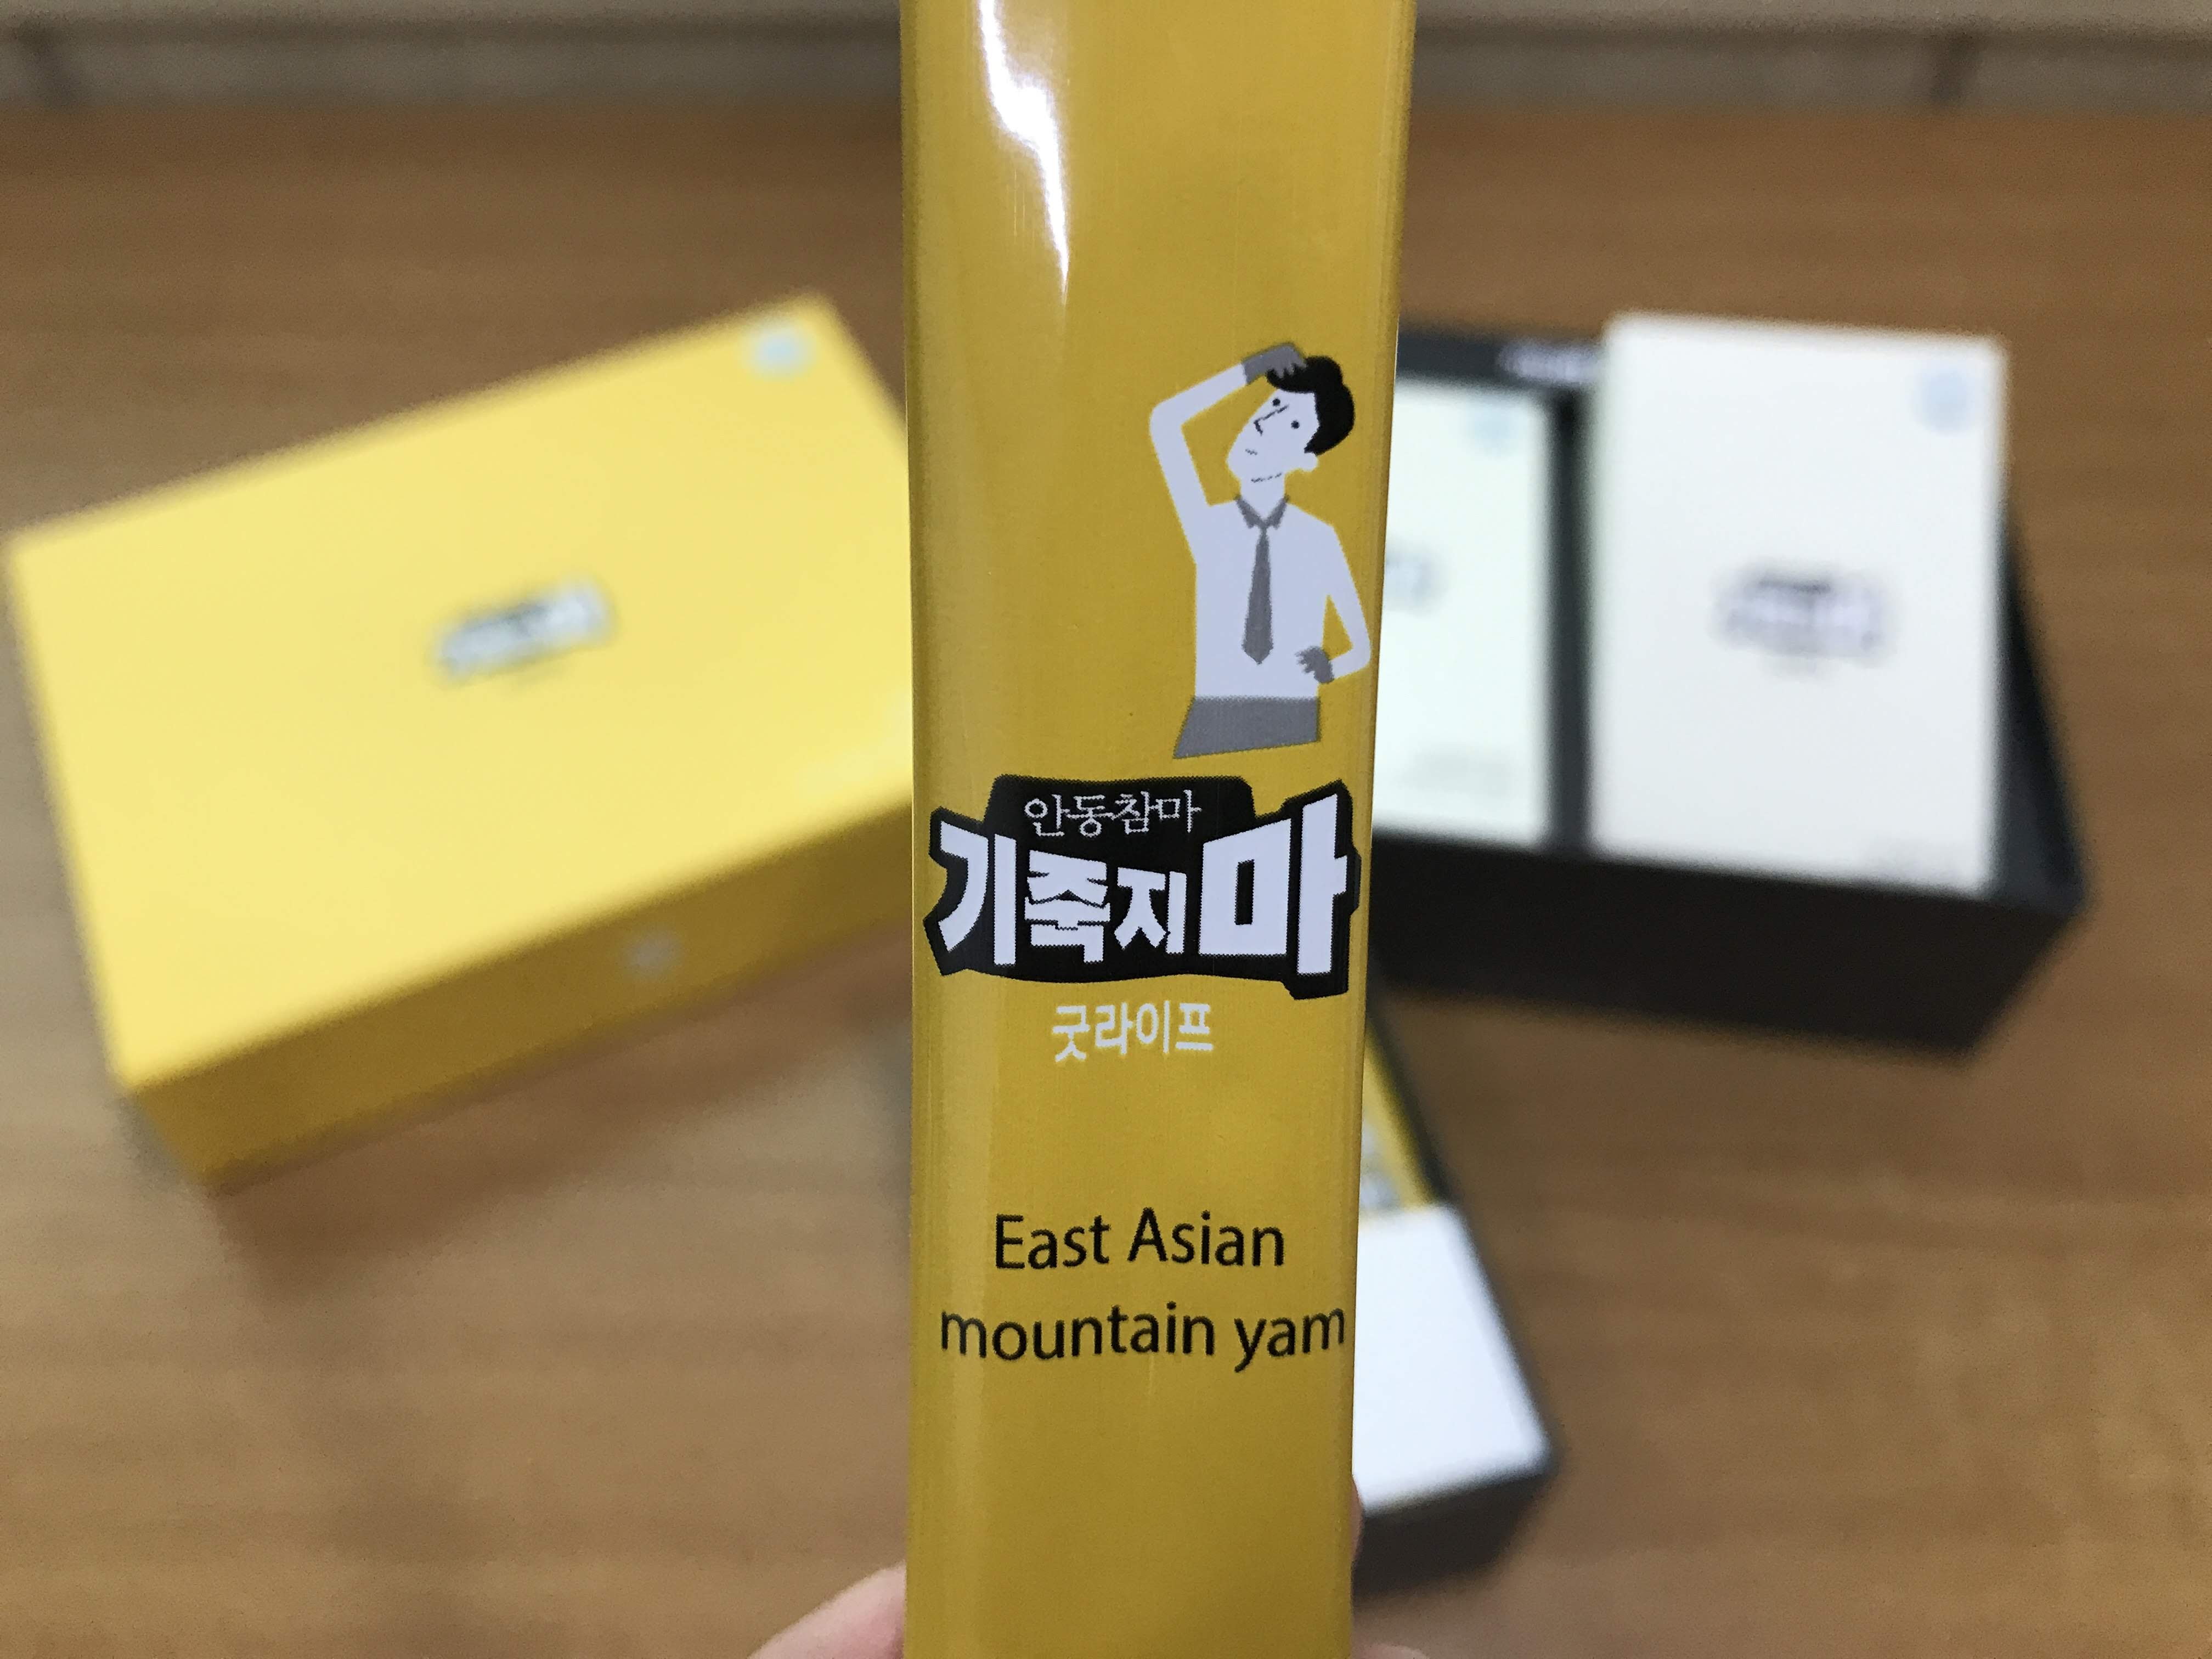 안동참마
기죽지마
굿라이프
East Asian
mountain yam